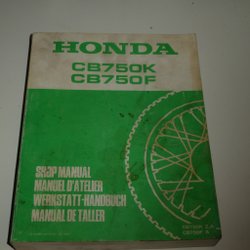 HONDA
CB750K
CB750F
SHOP MANUAL
MANUEL D'ATELIER
WERKSTATT-HANDBUCH
MANUAL DE TALLER